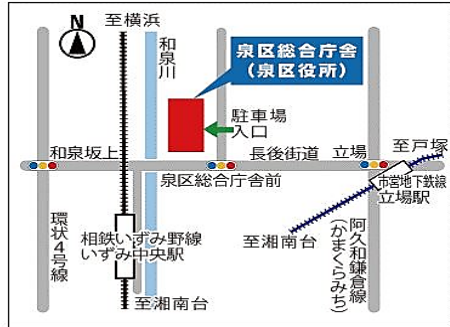 N
至横浜
和泉川
泉区総合庁舎
（泉区役所）
駐車場
入口
和泉坂上
長後街道
立場
至戸塚
泉区総合庁舎前
市営地下鉄線
立場駅
環状4号線
相鉄いずみ野線
いずみ中央駅
至湘南台
阿久和鎌倉線
（かまくらみち）
至湘南台